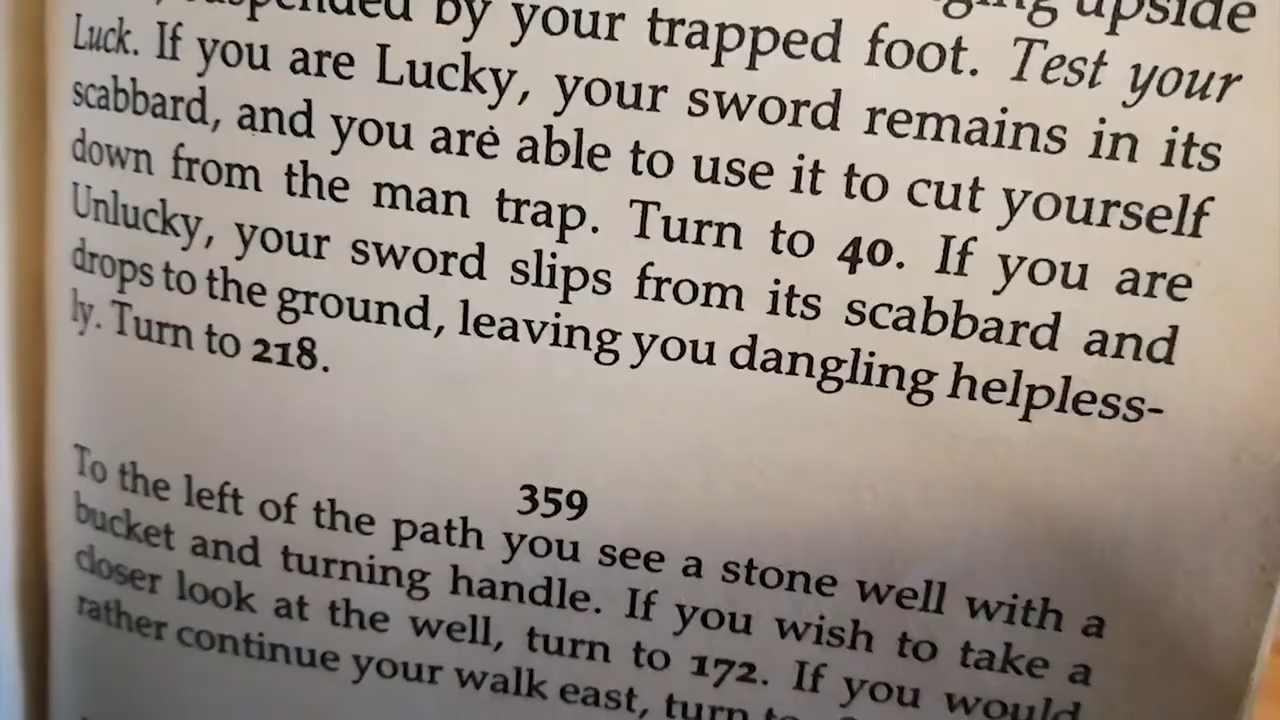 by your trapped foot. Test your
Luck. If you are Lucky, your sword remains in its
scabbard, and you are able to use it to cut yourself
down from the man trap. Turn to 40. If you are
Unlucky, your sword slips from its scabbard and
drops to the ground, leaving you dangling helpless-
ly. Turn to 218.
359
To the left of the path you see a stone well with a
bucket and turning handle. If you wish to take a
closer look at the well, turn to 172. If you would
rather continue your walk east, turn to